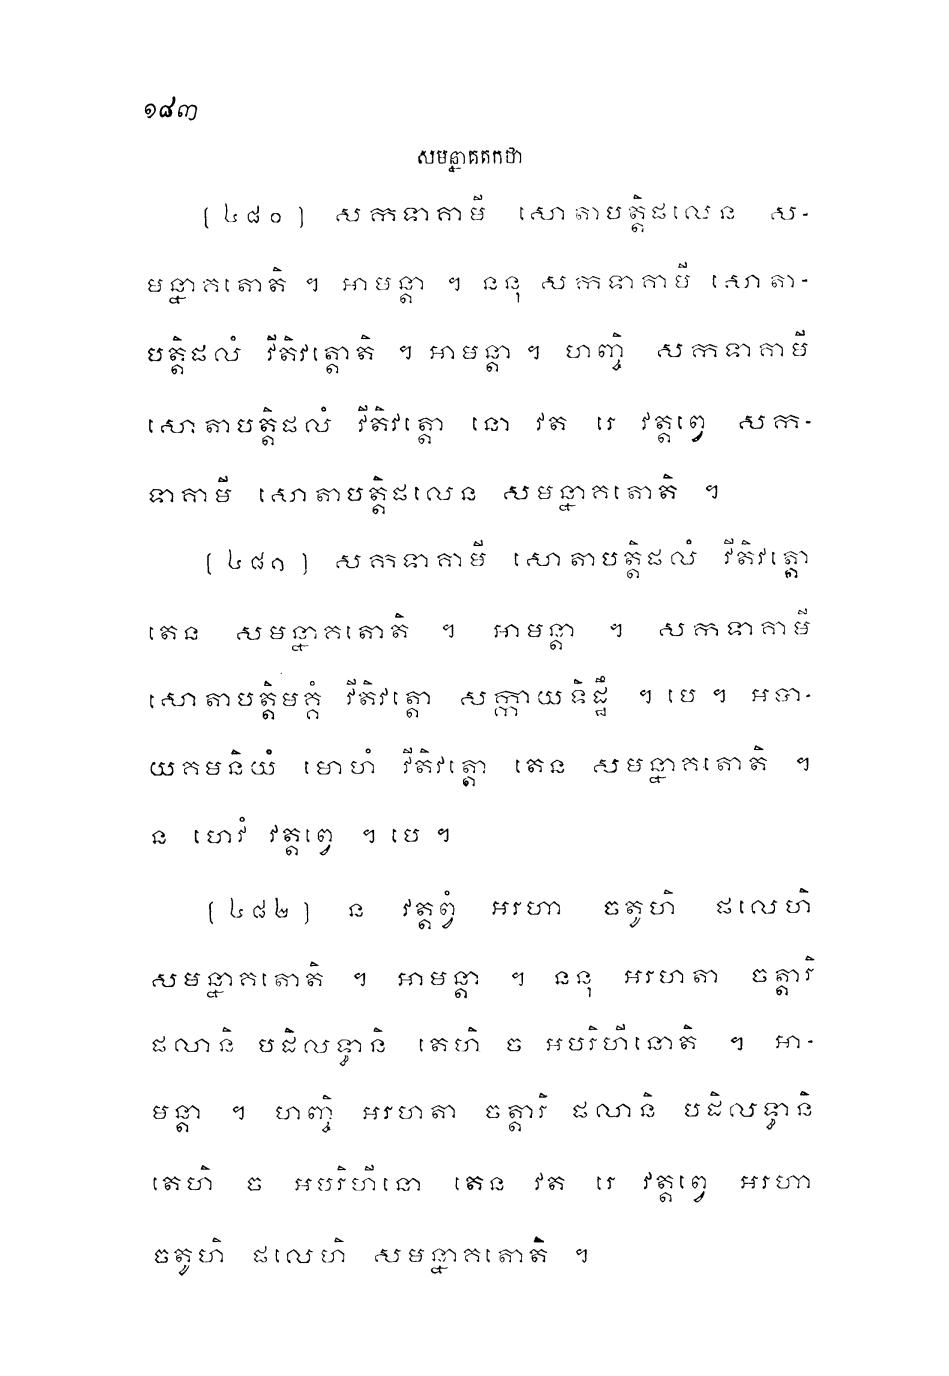 ១៨៣
សមន្នាគតកថា
[៤៨០] សកទាគាមី សោតាបត្តិផលេន ស-
មន្នាគតោតិ ។ អាមន្តា ។ ននុ សកទាគាមី សោតា-
បត្តិផលំ វីតិវត្តោតិ ។ អាមន្តា ។ ហញ្ចិ សកទាគាមី
សោតាបត្តិផលំ វីតិវត្តោ នោ វត រេ វត្តព្វេ សក-
ទាគាមី សោតាបត្តិផលេន សមន្នាគតោតិ ។
[៤៨១] សកទាគាមី សោតាបត្តិផលំ វីតិវត្តោ
តេន សមន្នាគតោតិ ។ អាមន្តា ។ សកទាគាមី
សោតាបត្តិមគ្គំ វីតិវត្តោ សក្កាយទិដ្ឋឹ ។ បេ ។ អបា-
យគមនិយំ មោហំ វីតិវត្តោ តេន សមន្នាគតោតិ ។
ន ហេវំ វត្តព្វេ ។ បេ ។
[៤៨២] ន វត្តព្វំ អរហា ចតូហិ ផលេហិ
សមន្នាគតោតិ ។ អាមន្តា ។ ននុ អរហតា ចត្តារិ
ផលានិ បដិលទ្ធានិ តេហិ ច អបរិហីនោតិ ។ អា-
មន្តា ។ ហញ្ចិ អរហតា ចត្តារិ ផលានិ បដិលទ្ធានិ
តេហិ ច អបរិហីនោ តេន វត រេ វត្តព្វេ អរហា
ចតូហិ ផលេហិ សមន្នាគតោតិ ។